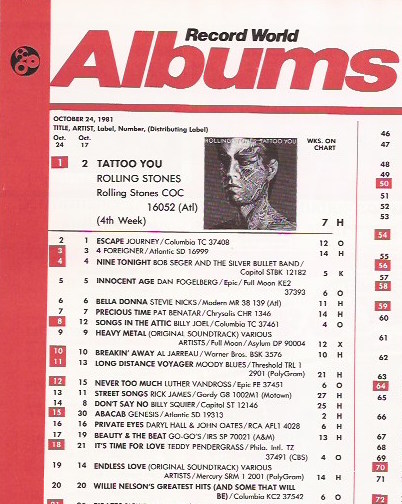 Record World
Albums
OCTOBER 24, 1981
TITLE, ARTIST, Label, Number, (Distributing Label)
Oct. 24 Oct. 17 WKS. ON CHART
ROLLING STONES TATTOO YOU
1 2 TATTOO YOU
ROLLING STONES
Rolling Stones COC
16052 (Atl)
(4th Week) 7 H
2 1 ESCAPE JOURNEY/Columbia TC 37408 12 O
3 3 4 FOREIGNER/Atlantic SD 16999 14 H
4 4 NINE TONIGHT BOB SEGER AND THE SILVER BULLET BAND/
Capitol STBK 12182 5 K
5 5 INNOCENT AGE DAN FOGELBERG/Epic/Full Moon KE2
37393 6 O
6 6 BELLA DONNA STEVIE NICKS/Modern MR 38 139 (Atl) 11 H
7 7 PRECIOUS TIME PAT BENATAR/Chrysalis CHR 1346 14 H
8 12 SONGS IN THE ATTIC BILLY JOEL/Columbia TC 37461 4 O
9 9 HEAVY METAL (ORIGINAL SOUNDTRACK) VARIOUS
ARTISTS/Full Moon/Asylum DP 90004 12 X
10 10 BREAKIN' AWAY AL JARREAU/Warner Bros. BSK 3576 10 H
11 13 LONG DISTANCE VOYAGER MOODY BLUES/Threshold TRL 1
2901 (PolyGram) 21 H
12 15 NEVER TOO MUCH LUTHER VANDROSS/Epic FE 37451 6 O
13 11 STREET SONGS RICK JAMES/Gordy G8 1002M1 (Motown) 27 H
14 8 DON'T SAY NO BILLY SQUIER/Capitol ST 12146 25 H
15 30 ABACAB GENESIS/Atlantic SD 19313 2 H
16 16 PRIVATE EYES DARYL HALL & JOHN OATES/RCA AFL1 4028 6 H
17 19 BEAUTY & THE BEAT GO-GO'S/IRS SP 70021 (A&M) 13 H
18 21 IT'S TIME FOR LOVE TEDDY PENDERGRASS/Phila. Intl. TZ
37491 (CBS) 4 O
19 14 ENDLESS LOVE (ORIGINAL SOUNDTRACK) VARIOUS
ARTISTS/Mercury SRM 1 2001 (PolyGram) 14 H
20 20 WILLIE NELSON'S GREATEST HITS (AND SOME THAT WILL
BE)/Columbia KC2 37542 6 O
46
47
48
49
50
51
52
53
54
55
56
57
58
59
60
61
62
63
64
65
66
67
68
69
70
71
72